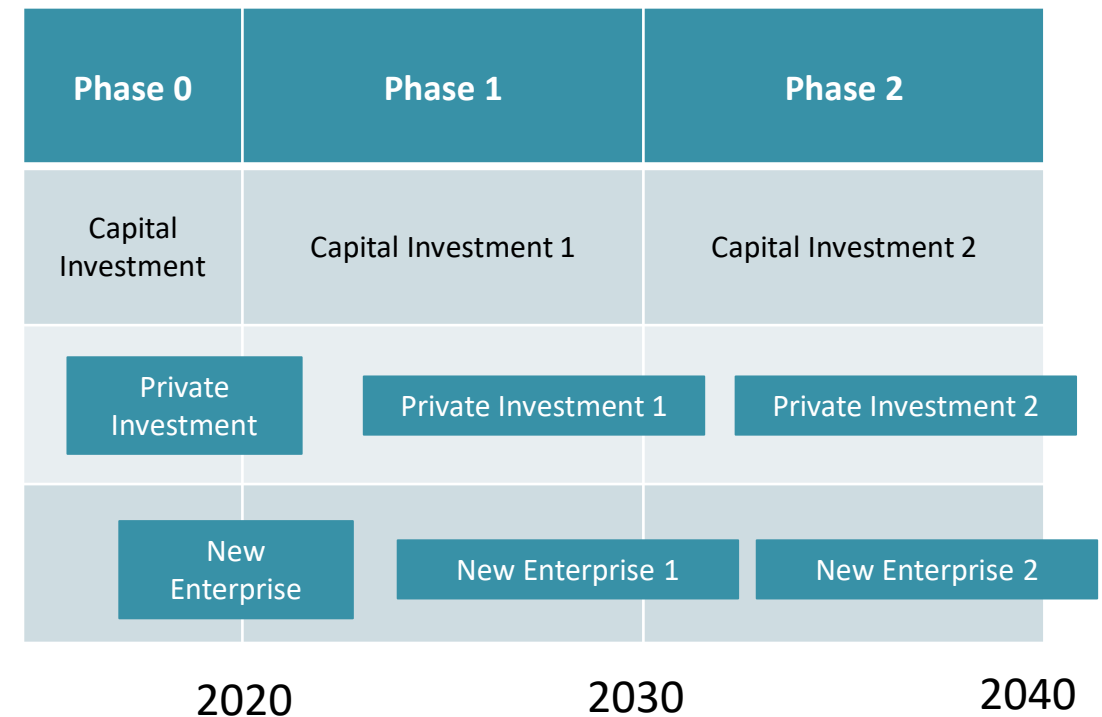 Phase 0
Phase 1
Phase 2
Capital
Investment
Capital Investment 1
Capital Investment 2
Private
Investment
Private Investment 1
Private Investment 2
New
Enterprise
New Enterprise 1
New Enterprise 2
2020
2030
2040